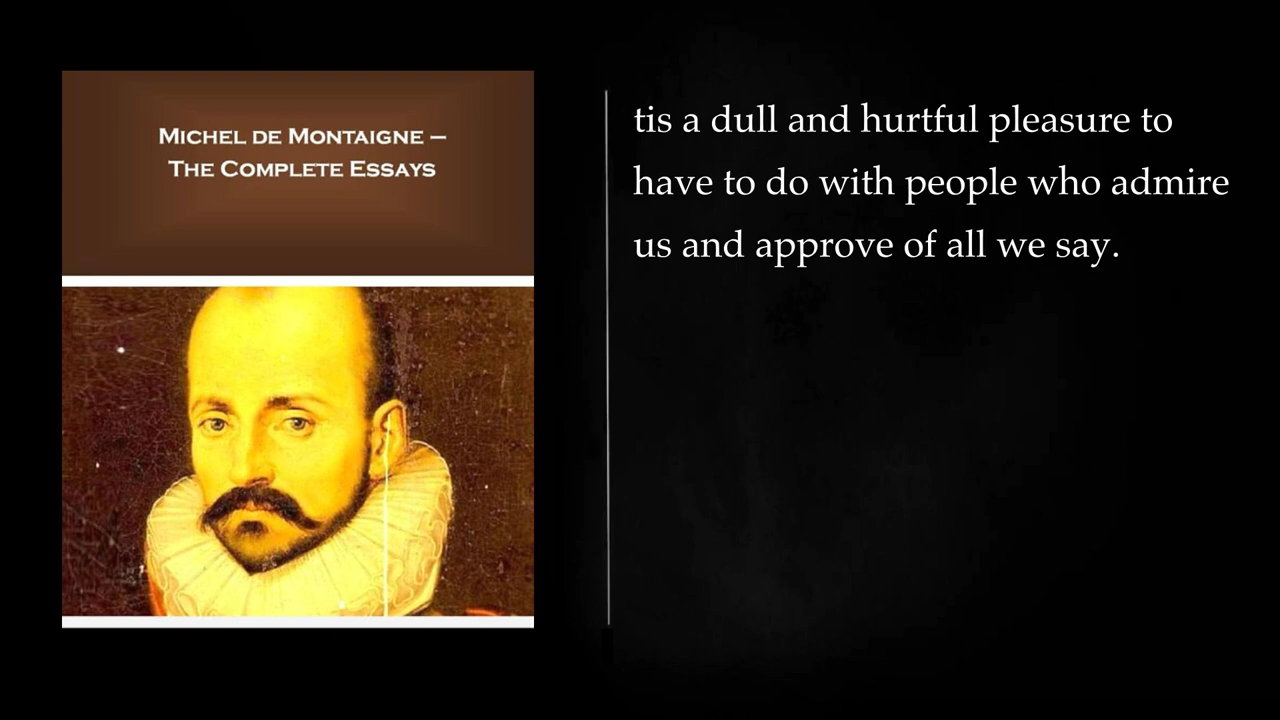 MICHEL DE MONTAIGNE –
THE COMPLETE ESSAYS
tis a dull and hurtful pleasure to
have to do with people who admire
us and approve of all we say.